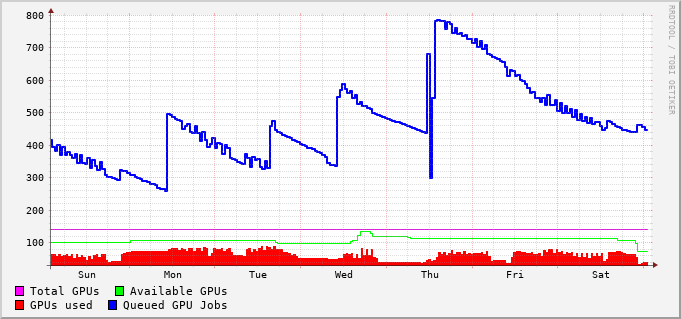 RRDTOOL / TOBI OETIKER
800
700
600
500
400
300
200
100
Sun Mon Tue Wed Thu Fri Sat
Total GPUs Available GPUs
GPUs used Queued GPU Jobs